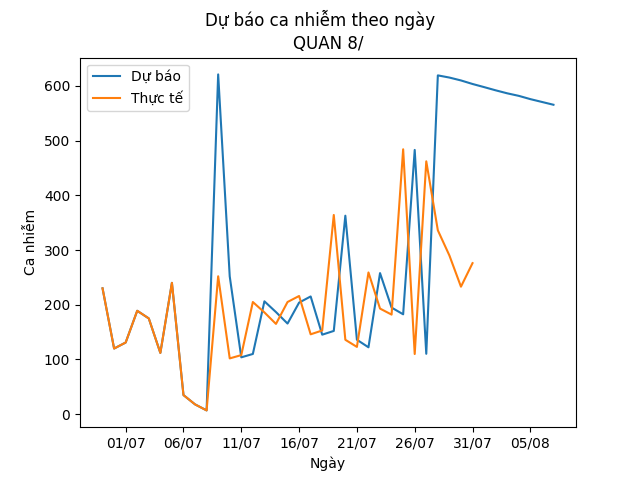 Dự báo ca nhiễm theo ngày
QUAN 8/
Dự báo
Thực tế
600
500
400
300
200
100
0
Ca nhiễm
01/07 06/07 11/07 16/07 21/07 26/07 31/07 05/08
Ngày